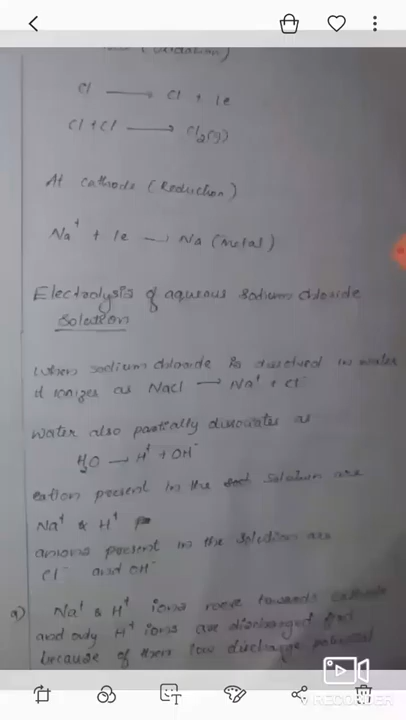 Cl ⟶ Cl + 1e
Cl + Cl ⟶ Cl₂(g)
At cathode (Reduction)
Na⁺ + 1e ⟶ Na (Metal)
Electrolysis of aqueous sodium chloride
solution
When sodium chloride is dissolved in water
it ionizes as NaCl ⟶ Na⁺ + Cl⁻
Water also partially dissociates as
H₂O ⟶ H⁺ + OH⁻
cation present in the solution are
Na⁺ & H⁺
anions present in the solution are
Cl⁻ and OH⁻
a) Na⁺ & H⁺ ions move towards cathode
and only H⁺ ions are discharged
because of their low discharge potential
VRECORDER